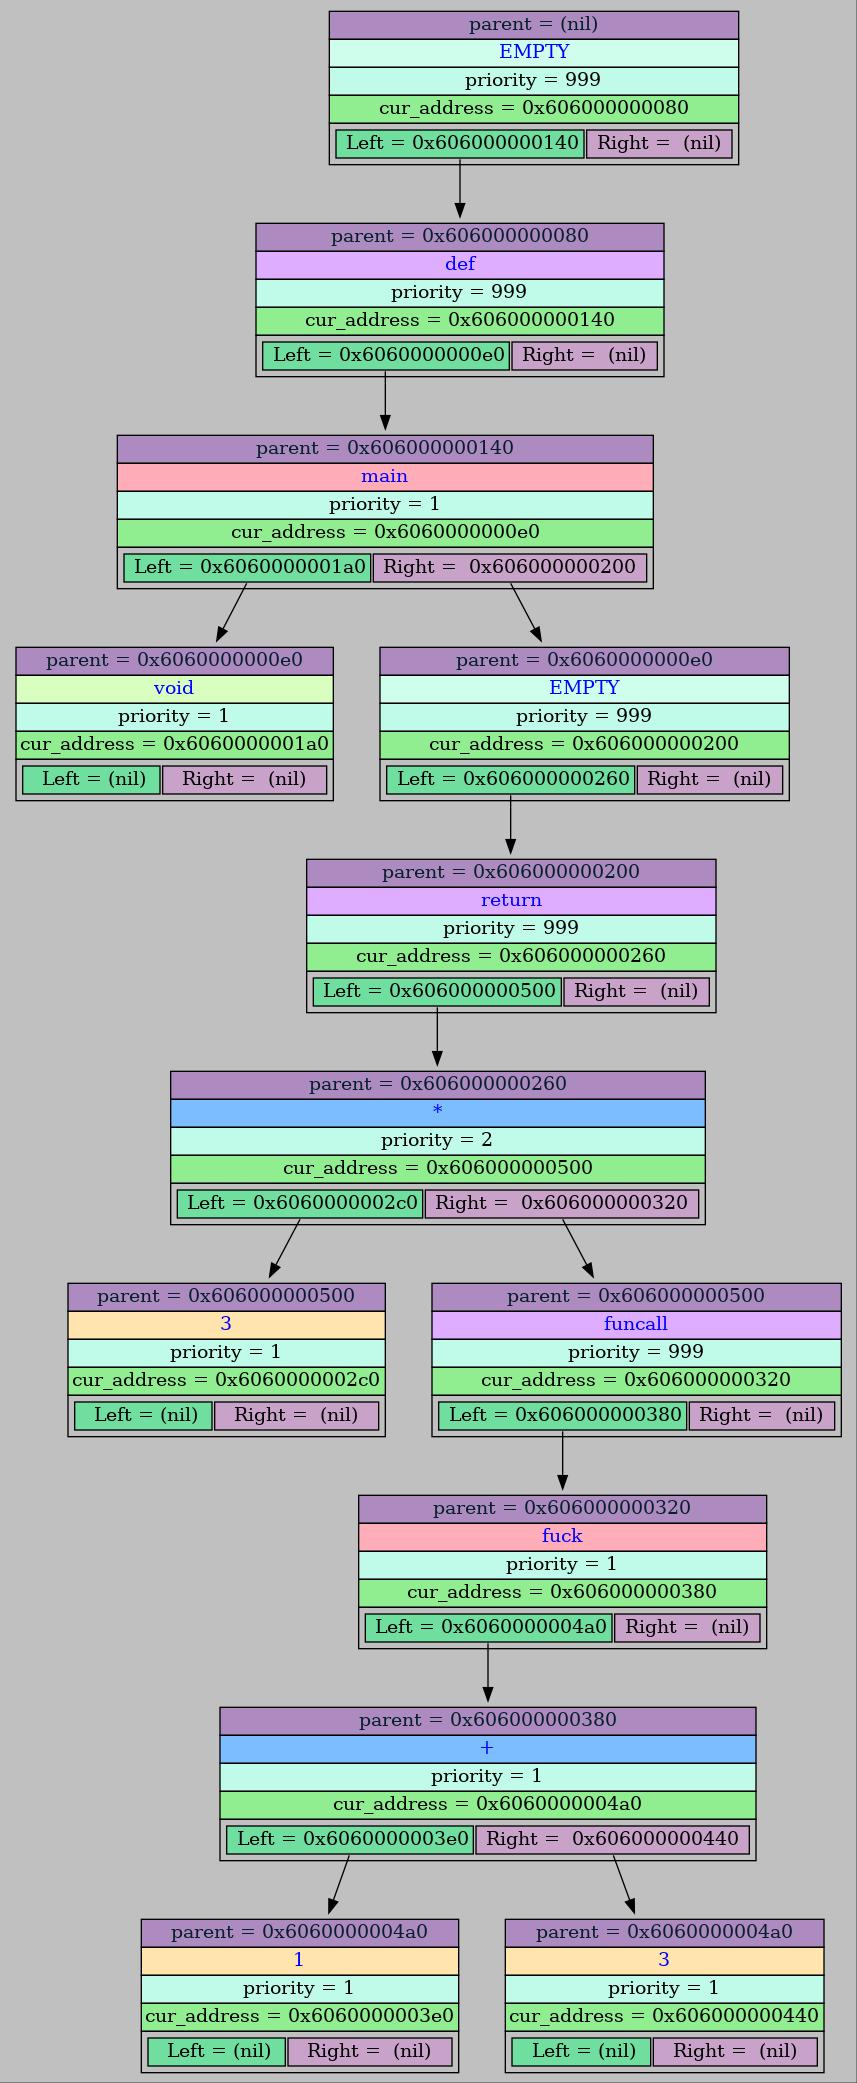 parent = (nil)
EMPTY
priority = 999
cur_address = 0x606000000080
Left = 0x606000000140 Right = (nil)
parent = 0x606000000080
def
priority = 999
cur_address = 0x606000000140
Left = 0x6060000000e0 Right = (nil)
parent = 0x606000000140
main
priority = 1
cur_address = 0x6060000000e0
Left = 0x6060000001a0 Right = 0x606000000200
parent = 0x6060000000e0
void
priority = 1
cur_address = 0x6060000001a0
Left = (nil) Right = (nil)
parent = 0x6060000000e0
EMPTY
priority = 999
cur_address = 0x606000000200
Left = 0x606000000260 Right = (nil)
parent = 0x606000000200
return
priority = 999
cur_address = 0x606000000260
Left = 0x606000000500 Right = (nil)
parent = 0x606000000260
*
priority = 2
cur_address = 0x606000000500
Left = 0x6060000002c0 Right = 0x606000000320
parent = 0x606000000500
3
priority = 1
cur_address = 0x6060000002c0
Left = (nil) Right = (nil)
parent = 0x606000000500
funcall
priority = 999
cur_address = 0x606000000320
Left = 0x606000000380 Right = (nil)
parent = 0x606000000320
fuck
priority = 1
cur_address = 0x606000000380
Left = 0x6060000004a0 Right = (nil)
parent = 0x606000000380
+
priority = 1
cur_address = 0x6060000004a0
Left = 0x6060000003e0 Right = 0x606000000440
parent = 0x6060000004a0
1
priority = 1
cur_address = 0x6060000003e0
Left = (nil) Right = (nil)
parent = 0x6060000004a0
3
priority = 1
cur_address = 0x606000000440
Left = (nil) Right = (nil)